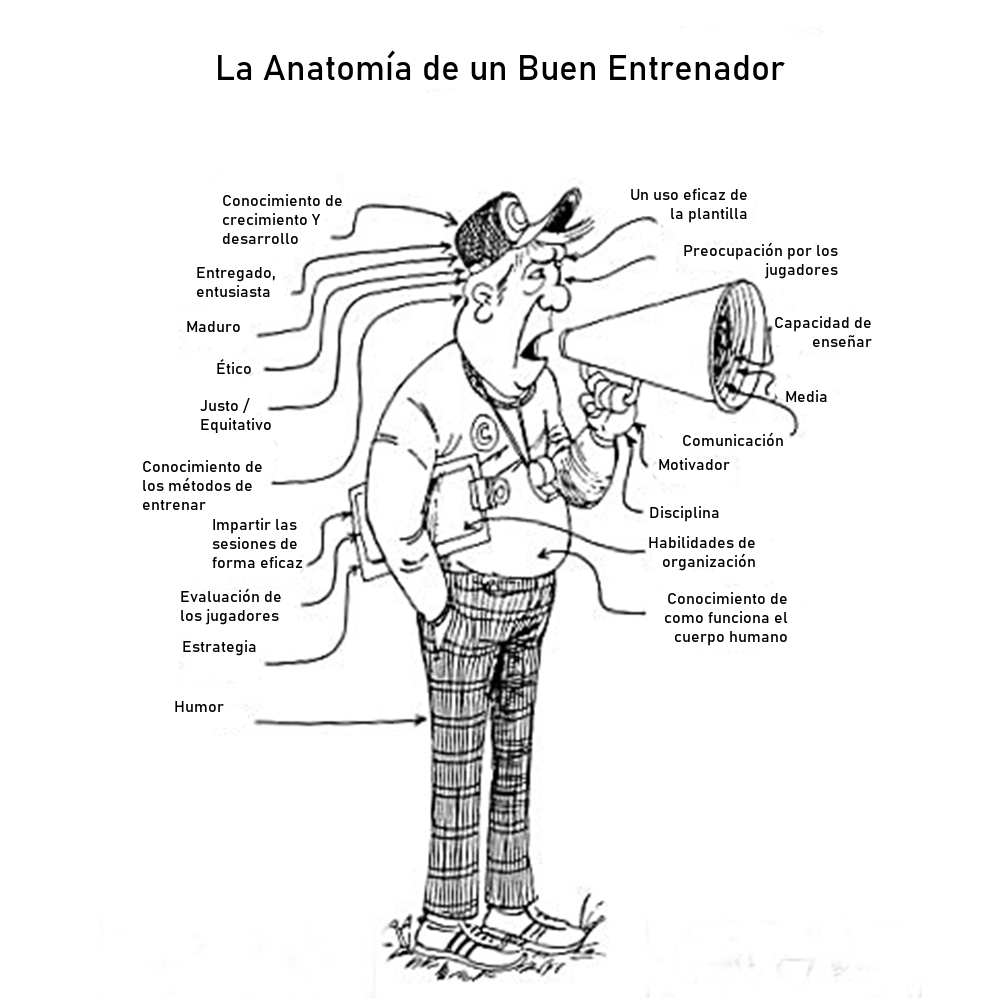 La Anatomía de un Buen Entrenador
Conocimiento de
crecimiento Y
desarrollo
Entregado,
entusiasta
Maduro
Ético
Justo /
Equitativo
Conocimiento de
los métodos de
entrenar
Impartir las
sesiones de
forma eficaz
Evaluación de
los jugadores
Estrategia
Humor
Un uso eficaz de
la plantilla
Preocupación por los
jugadores
Capacidad de
enseñar
Media
Comunicación
Motivador
Disciplina
Habilidades de
organización
Conocimiento de
como funciona el
cuerpo humano
C